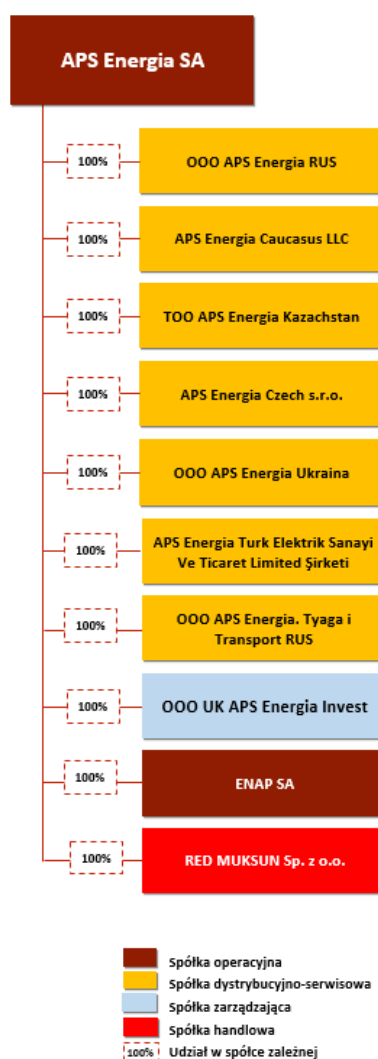 APS Energia SA
100%
OOO APS Energia RUS
100%
APS Energia Caucasus LLC
100%
TOO APS Energia Kazachstan
100%
APS Energia Czech s.r.o.
100%
OOO APS Energia Ukraina
100%
APS Energia Turk Elektrik Sanayi
Ve Ticaret Limited Şirketi
100%
OOO APS Energia. Tyaga i
Transport RUS
100%
OOO UK APS Energia Invest
100%
ENAP SA
100%
RED MUKSUN Sp. z o.o.
Spółka operacyjna
Spółka dystrybucyjno-serwisowa
Spółka zarządzająca
Spółka handlowa
100% Udział w spółce zależnej